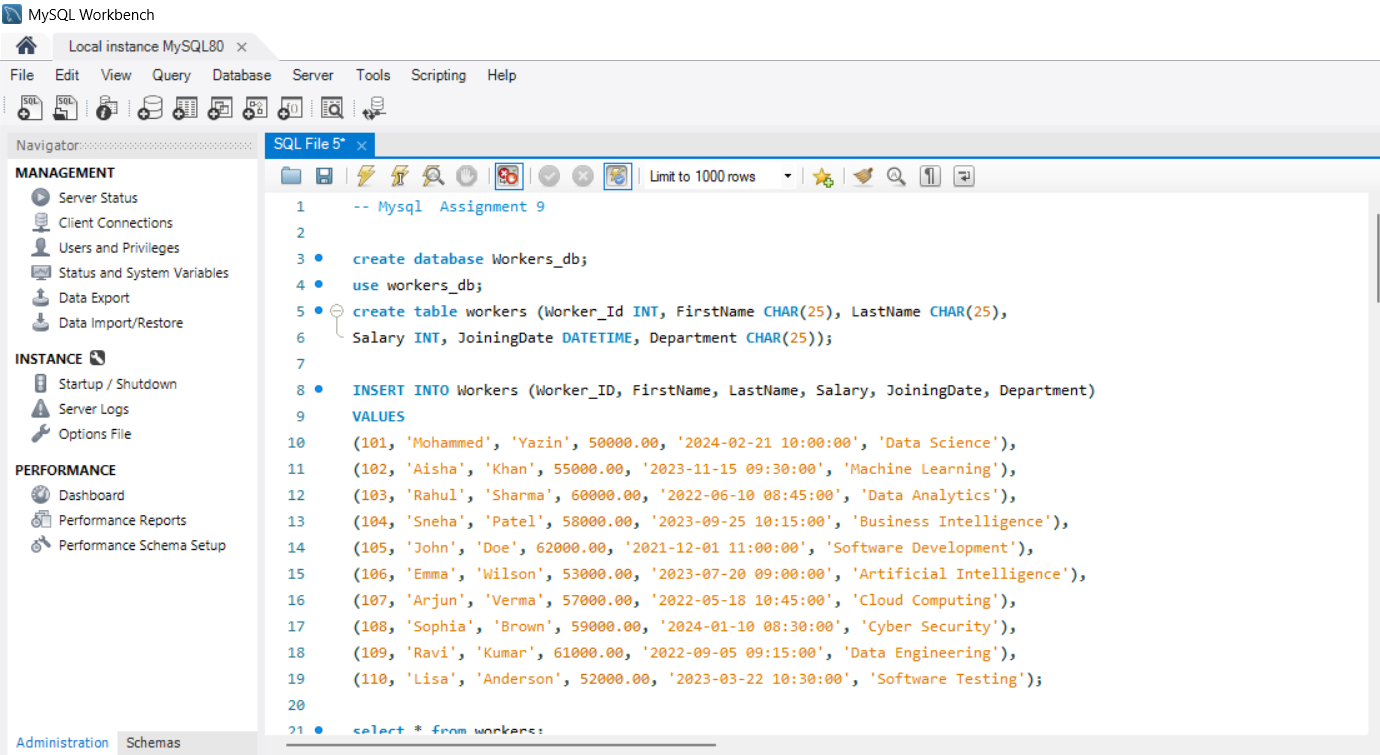 MySQL Workbench
Local instance MySQL80
File Edit View Query Database Server Tools Scripting Help
Navigator
MANAGEMENT
Server Status
Client Connections
Users and Privileges
Status and System Variables
Data Export
Data Import/Restore
INSTANCE
Startup / Shutdown
Server Logs
Options File
PERFORMANCE
Dashboard
Performance Reports
Performance Schema Setup
Administration Schemas
SQL File 5*
Limit to 1000 rows
1 -- Mysql  Assignment 9
2
3 create database Workers_db;
4 use workers_db;
5 create table workers (Worker_Id INT, FirstName CHAR(25), LastName CHAR(25),
6 Salary INT, JoiningDate DATETIME, Department CHAR(25));
7
8 INSERT INTO Workers (Worker_ID, FirstName, LastName, Salary, JoiningDate, Department)
9 VALUES
10 (101, 'Mohammed', 'Yazin', 50000.00, '2024-02-21 10:00:00', 'Data Science'),
11 (102, 'Aisha', 'Khan', 55000.00, '2023-11-15 09:30:00', 'Machine Learning'),
12 (103, 'Rahul', 'Sharma', 60000.00, '2022-06-10 08:45:00', 'Data Analytics'),
13 (104, 'Sneha', 'Patel', 58000.00, '2023-09-25 10:15:00', 'Business Intelligence'),
14 (105, 'John', 'Doe', 62000.00, '2021-12-01 11:00:00', 'Software Development'),
15 (106, 'Emma', 'Wilson', 53000.00, '2023-07-20 09:00:00', 'Artificial Intelligence'),
16 (107, 'Arjun', 'Verma', 57000.00, '2022-05-18 10:45:00', 'Cloud Computing'),
17 (108, 'Sophia', 'Brown', 59000.00, '2024-01-10 08:30:00', 'Cyber Security'),
18 (109, 'Ravi', 'Kumar', 61000.00, '2022-09-05 09:15:00', 'Data Engineering'),
19 (110, 'Lisa', 'Anderson', 52000.00, '2023-03-22 10:30:00', 'Software Testing');
20
21 select * from workers;